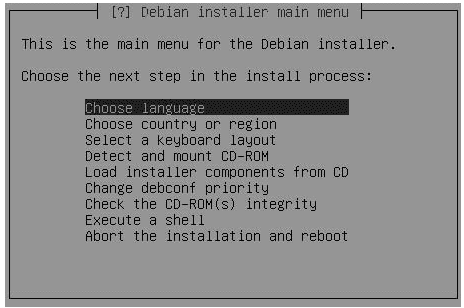 [?] Debian installer main menu
This is the main menu for the Debian installer.
Choose the next step in the install process:
Choose language
Choose country or region
Select a keyboard layout
Detect and mount CD-ROM
Load installer components from CD
Change debconf priority
Check the CD-ROM(s) integrity
Execute a shell
Abort the installation and reboot